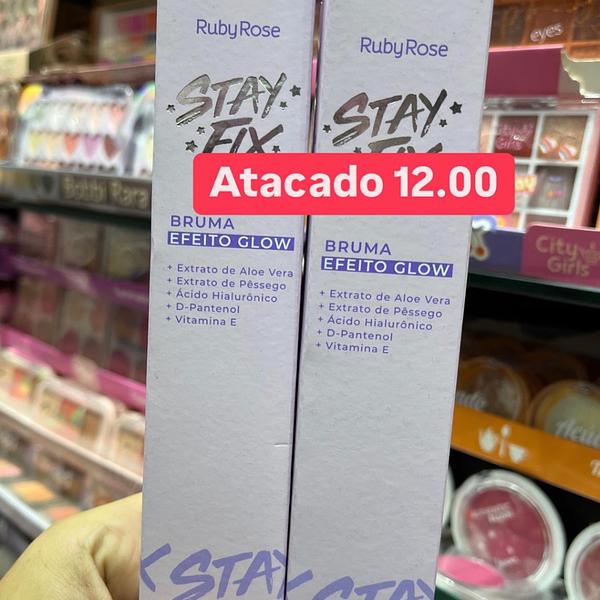 RubyRose
STAY
FIX
BRUMA
EFEITO GLOW
+ Extrato de Aloe Vera
+ Extrato de Pêssego
+ Ácido Hialurônico
+ D-Pantenol
+ Vitamina E
STAY
RubyRose
STAY
FIX
BRUMA
EFEITO GLOW
+ Extrato de Aloe Vera
+ Extrato de Pêssego
+ Ácido Hialurônico
+ D-Pantenol
+ Vitamina E
STAY
Atacado 12.00
eyes
City
Girls